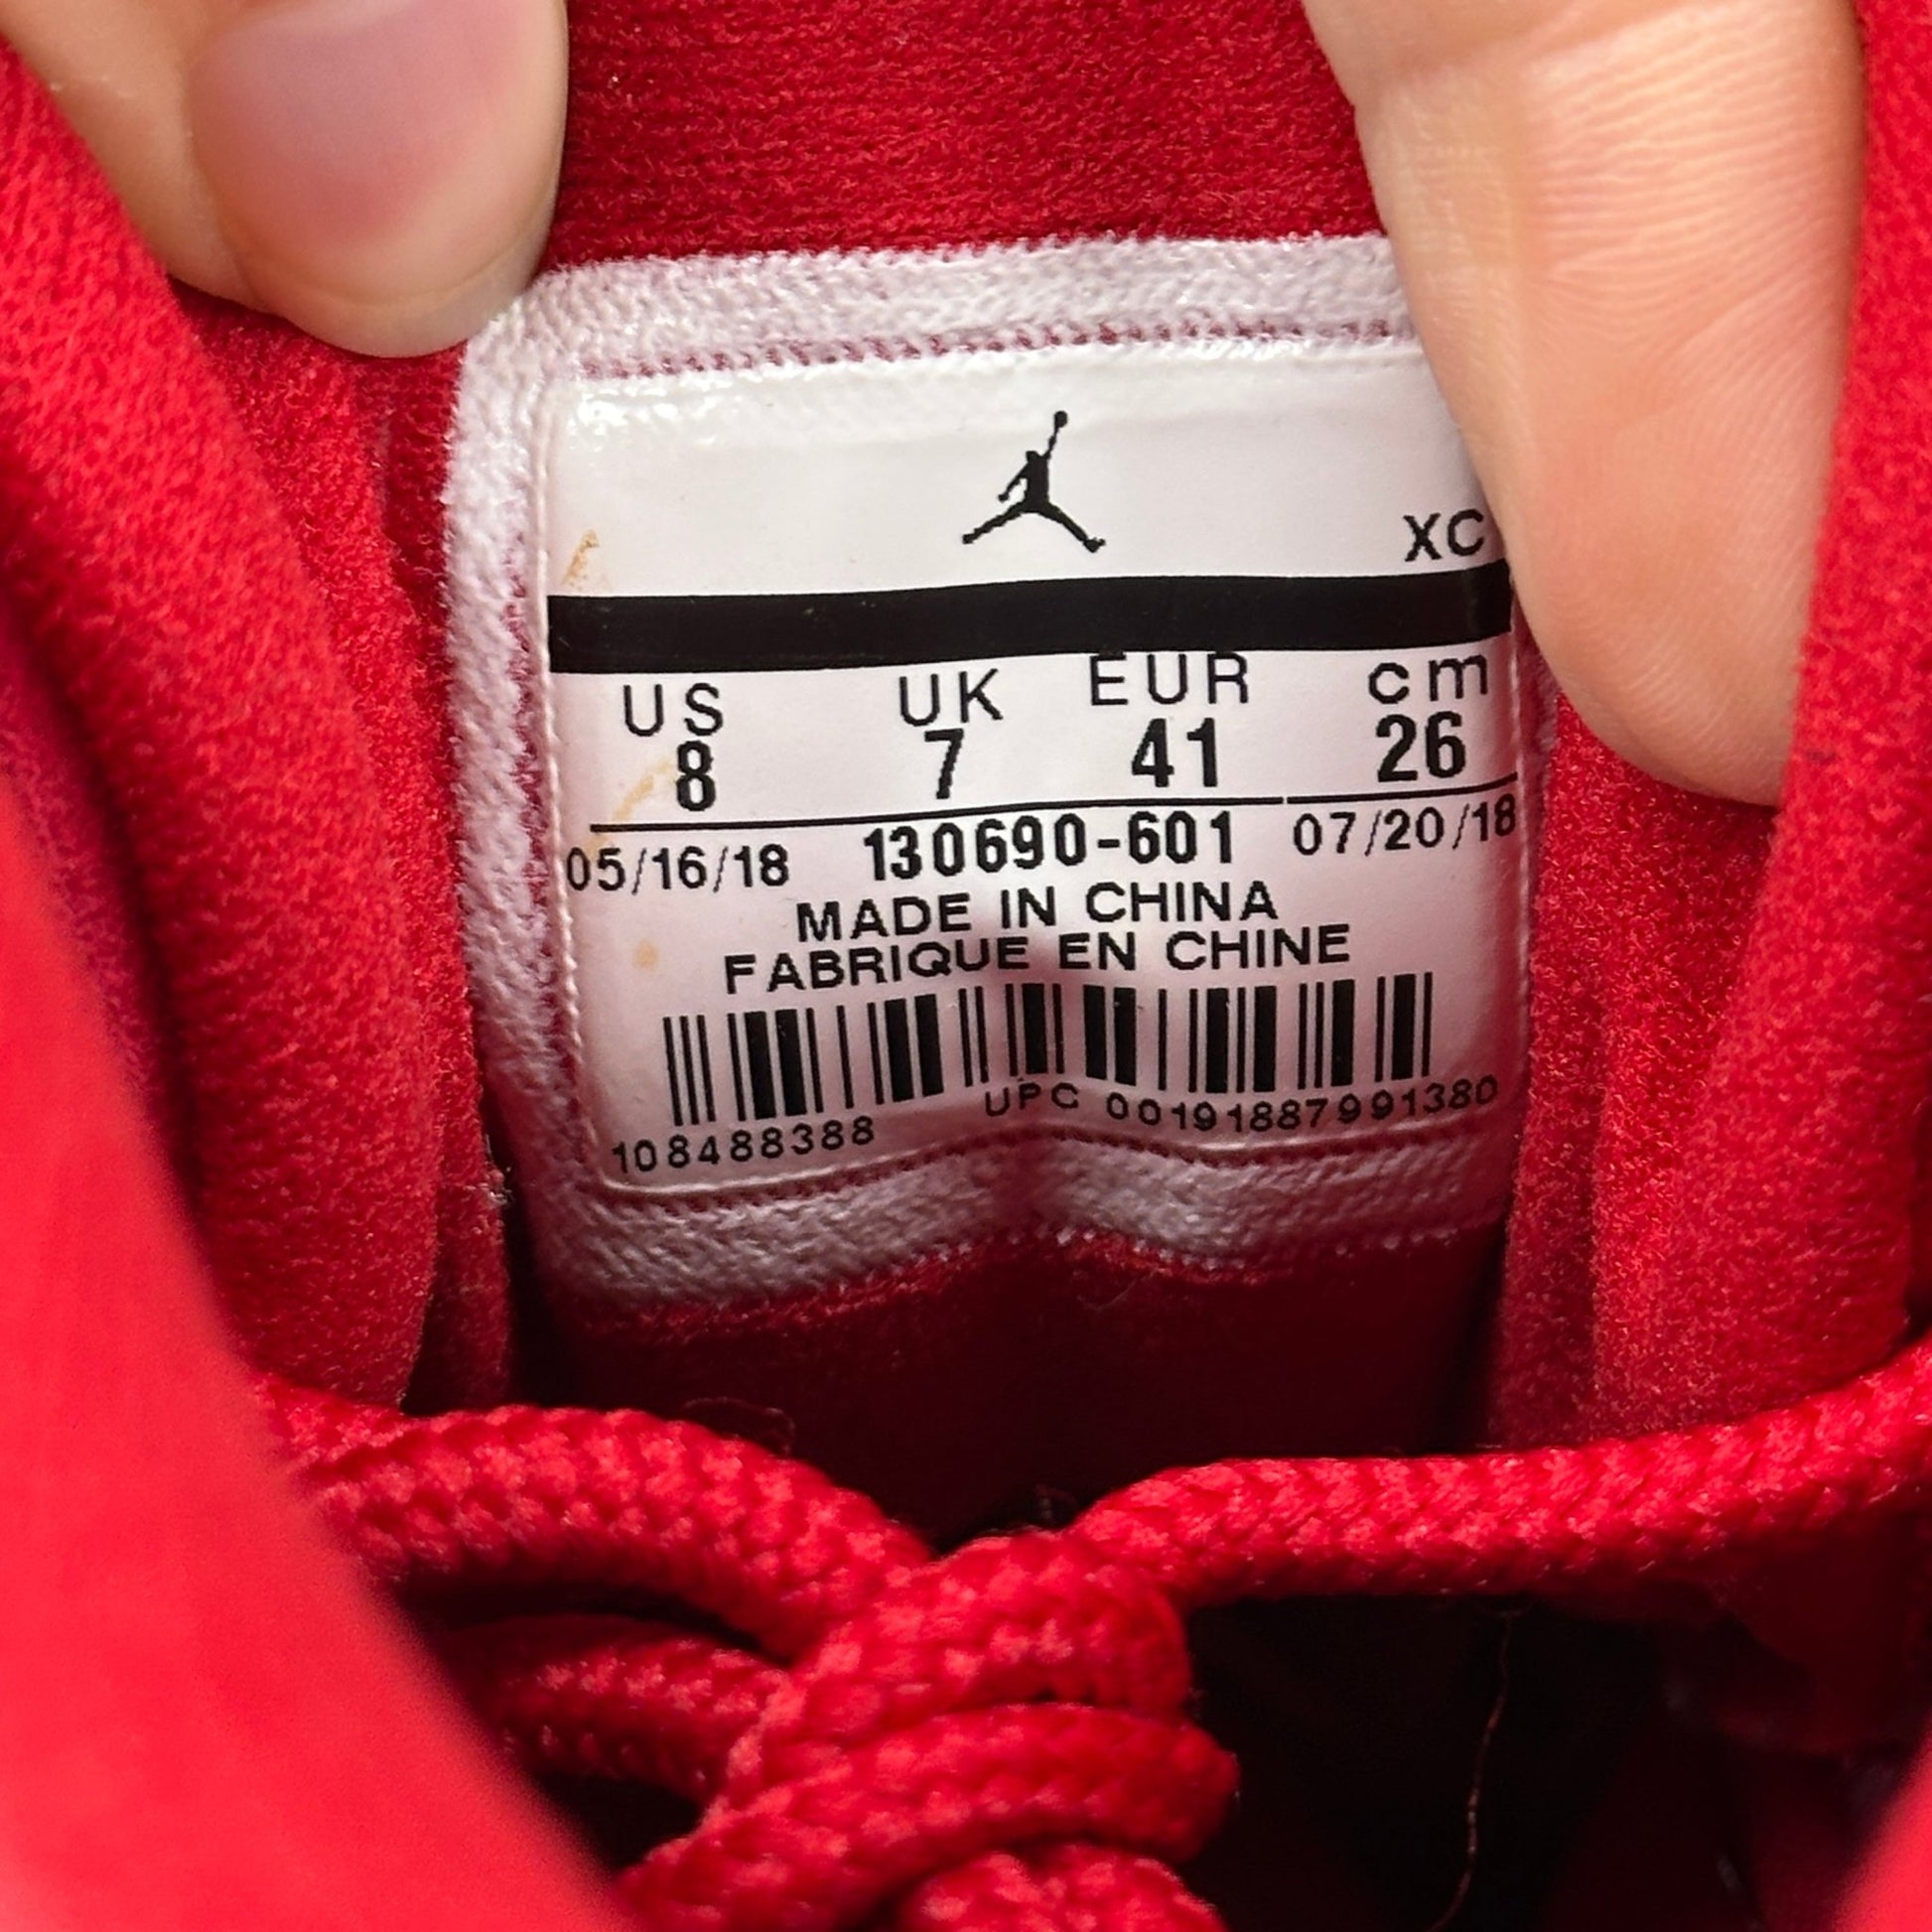 XC
US UK EUR cm
8 7 41 26
05/16/18 130690-601 07/20/18
MADE IN CHINA
FABRIQUE EN CHINE
108488388 UPC 00191887991380